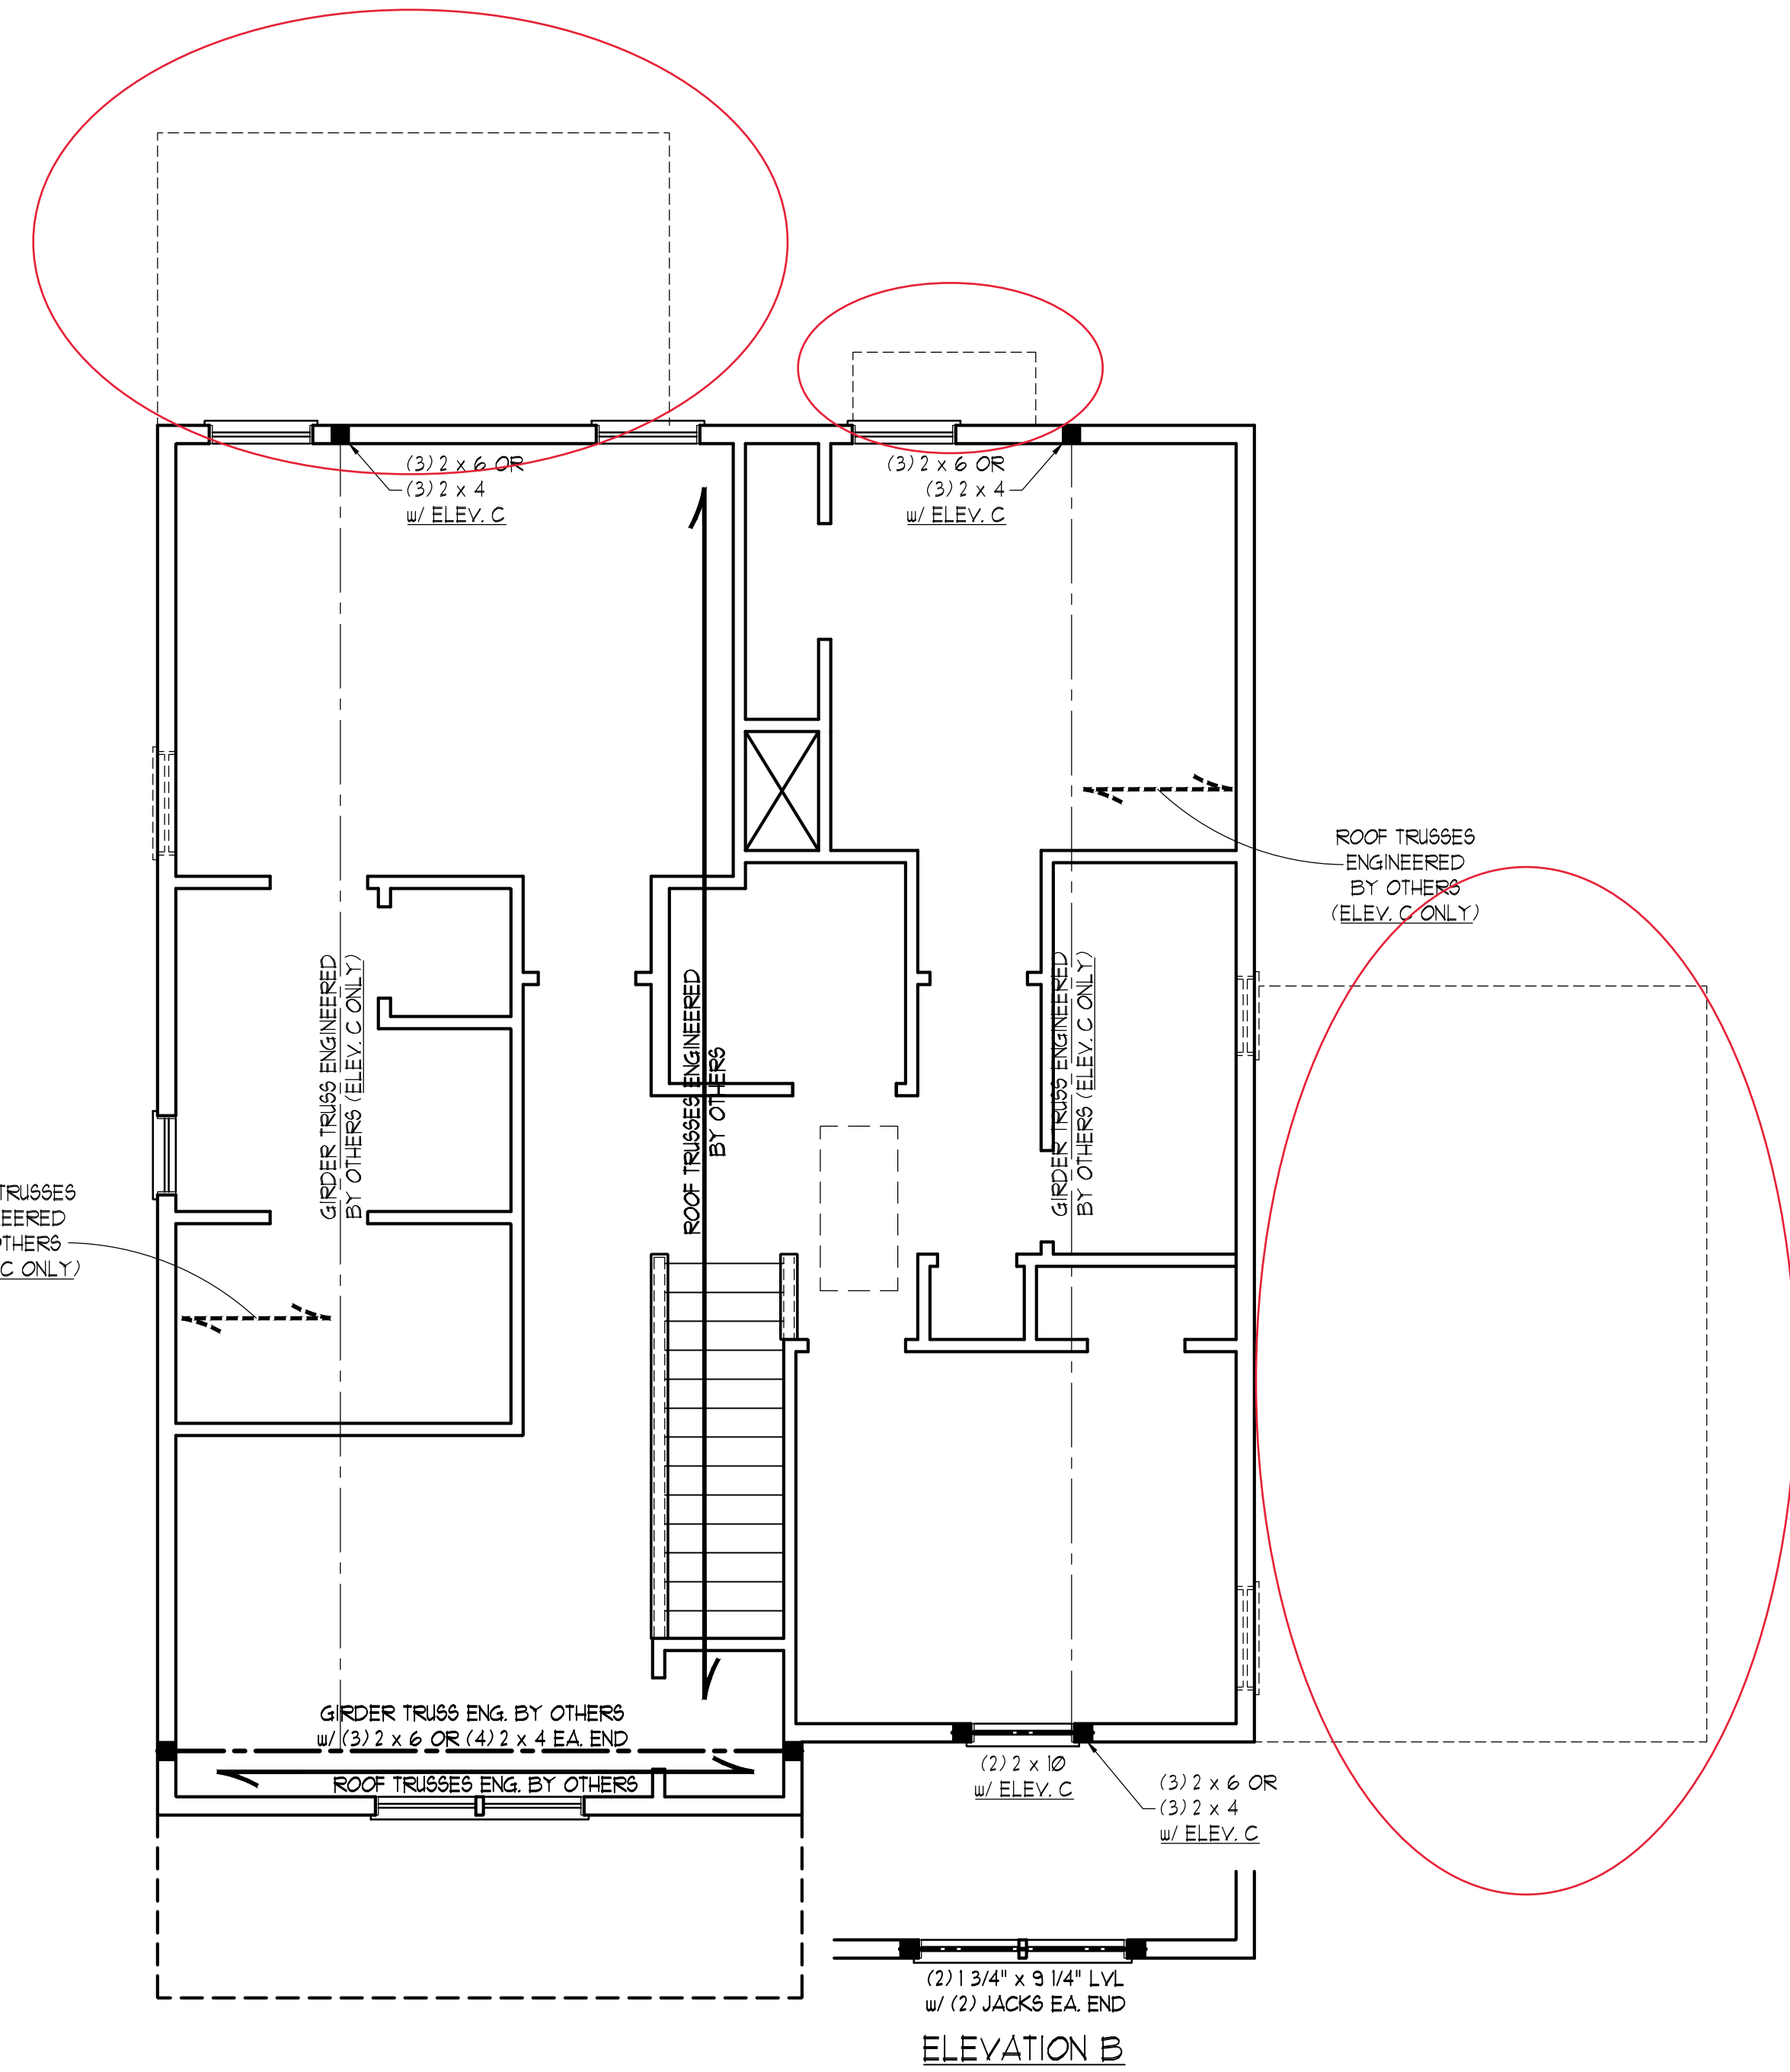 (3) 2 x 6 OR
(3) 2 x 4
w/ ELEV. C
(3) 2 x 6 OR
(3) 2 x 4
w/ ELEV. C
ROOF TRUSSES
ENGINEERED
BY OTHERS
(ELEV. C ONLY)
GIRDER TRUSS ENGINEERED
BY OTHERS (ELEV. C ONLY)
ROOF TRUSSES ENGINEERED
BY OTHERS
GIRDER TRUSS ENGINEERED
BY OTHERS (ELEV. C ONLY)
TRUSSES
EERED
OTHERS
C ONLY)
GIRDER TRUSS ENG. BY OTHERS
w/ (3) 2 x 6 OR (4) 2 x 4 EA. END
ROOF TRUSSES ENG. BY OTHERS
(2) 2 x 10
w/ ELEV. C
(3) 2 x 6 OR
(3) 2 x 4
w/ ELEV. C
(2) 1 3/4" x 9 1/4" LVL
w/ (2) JACKS EA. END
ELEVATION B